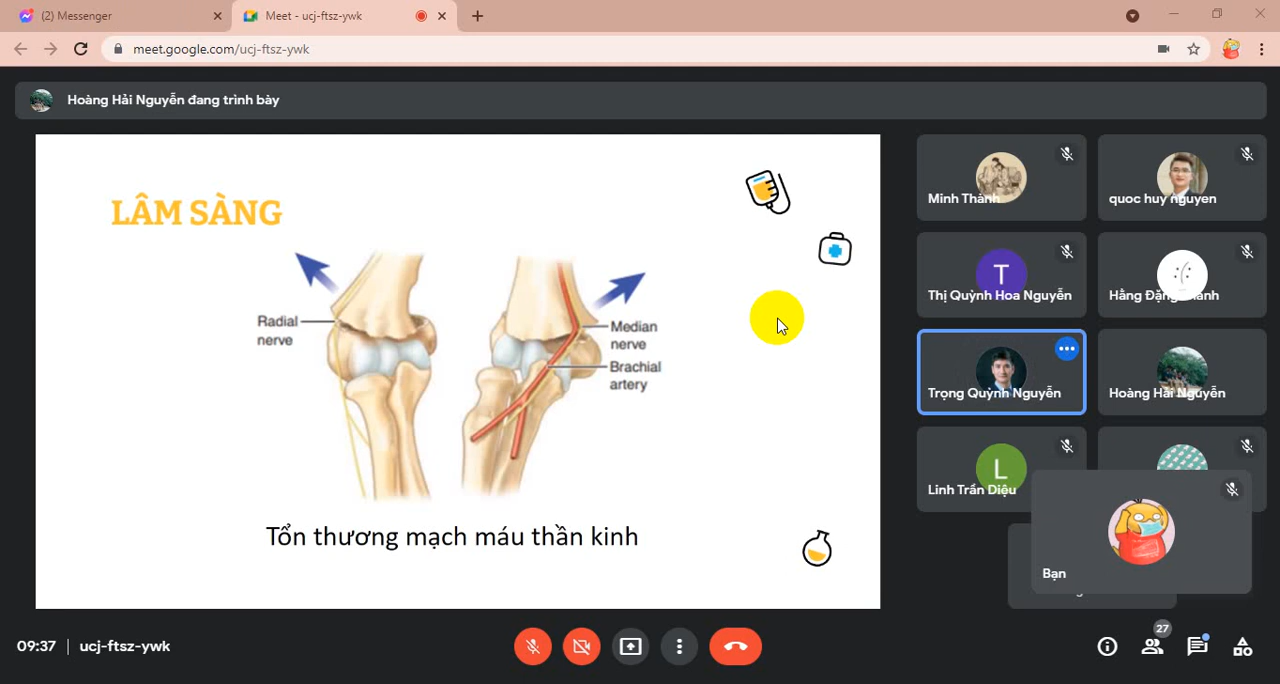 (2) Messenger
Meet - ucj-ftsz-ywk
meet.google.com/ucj-ftsz-ywk
Hoàng Hải Nguyễn đang trình bày
LÂM SÀNG
Radial
nerve
Median
nerve
Brachial
artery
Tổn thương mạch máu thần kinh
Minh Thành
quoc huy nguyen
T
Thị Quỳnh Hoa Nguyễn
Hằng Đặng Thành
Trọng Quỳnh Nguyễn
Hoàng Hải Nguyễn
L
Linh Trần Diệu
Bạn
09:37
ucj-ftsz-ywk
27